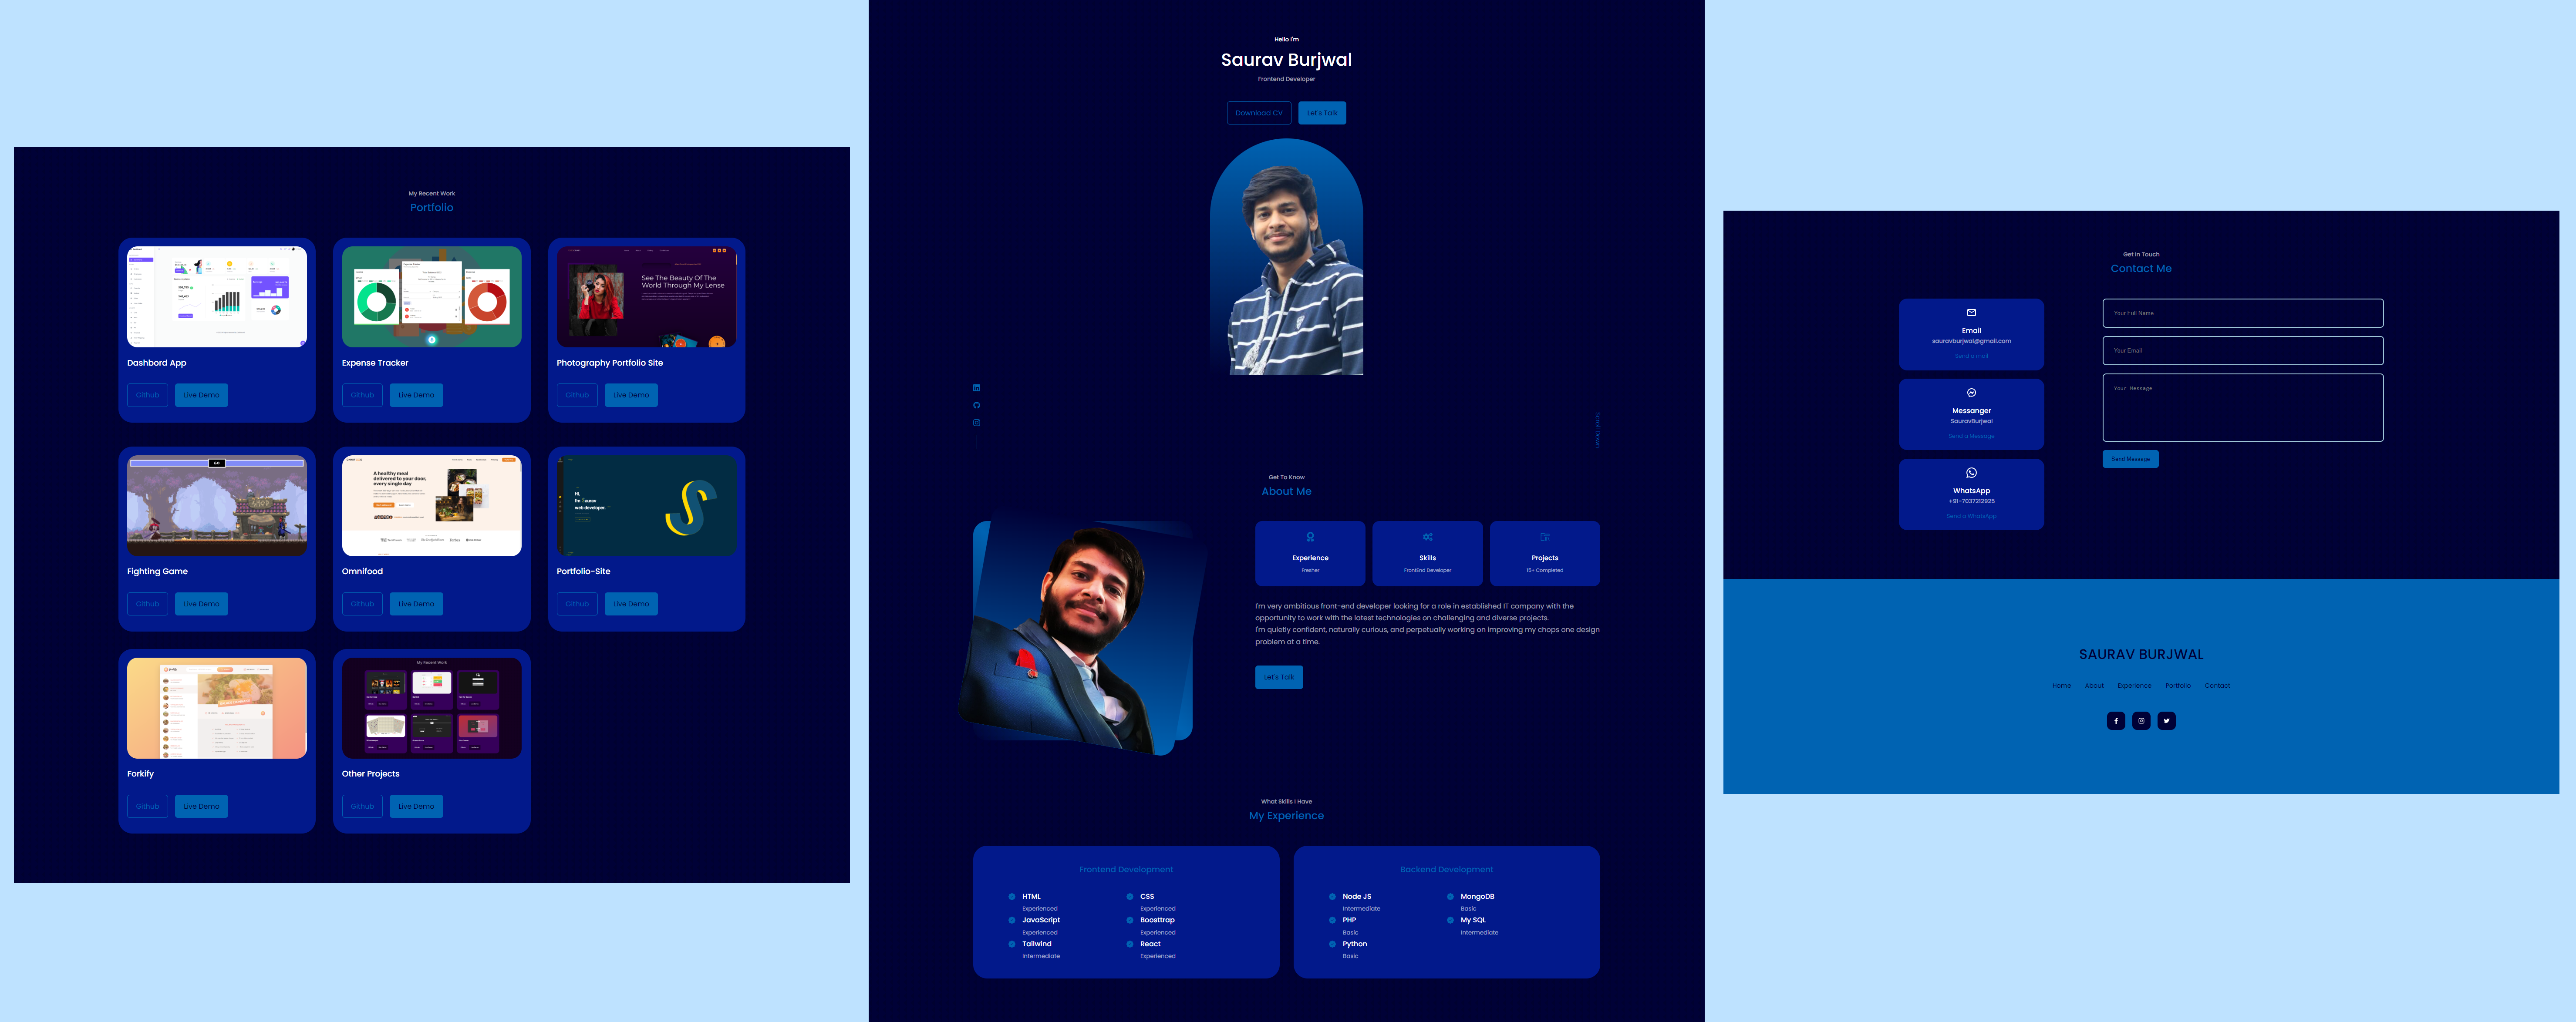 My Recent Work
Portfolio
Dashbord App
Github
Live Demo
Expense Tracker
Github
Live Demo
See The Beauty Of The
World Through My Lense
Photography Portfolio Site
Github
Live Demo
Fighting Game
Github
Live Demo
A healthy meal
delivered to your door,
every single day
Omnifood
Github
Live Demo
Hi,
web developer.
Portfolio-Site
Github
Live Demo
Forkify
Github
Live Demo
My Recent Work
Other Projects
Github
Live Demo
Hello I'm
Saurav Burjwal
Frontend Developer
Download CV
Let's Talk
Scroll Down
Get To Know
About Me
Experience
Fresher
Skills
FrontEnd Developer
Projects
15+ Completed
I'm very ambitious front-end developer looking for a role in established IT company with the
opportunity to work with the latest technologies on challenging and diverse projects.
I'm quietly confident, naturally curious, and perpetually working on improving my chops one design
problem at a time.
Let's Talk
What Skills I Have
My Experience
Frontend Development
HTML
Experienced
CSS
Experienced
JavaScript
Experienced
Boosttrap
Experienced
Tailwind
Intermediate
React
Experienced
Backend Development
Node JS
Intermediate
MongoDB
Basic
PHP
Basic
My SQL
Intermediate
Python
Basic
Get In Touch
Contact Me
Email
sauravburjwal@gmail.com
Send a mail
Messanger
SauravBurjwal
Send a Message
WhatsApp
+91-7037212925
Send a WhatsApp
Your Full Name
Your Email
Your Message
Send Message
SAURAV BURJWAL
Home About Experience Portfolio Contact